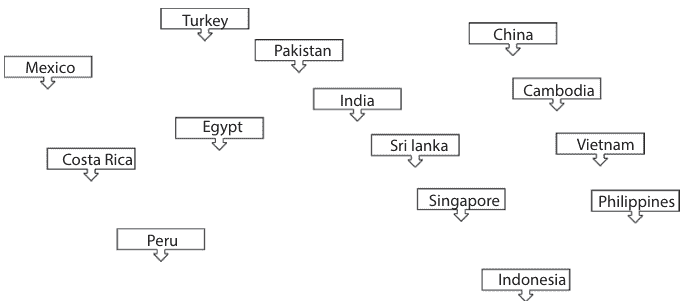 Turkey
China
Pakistan
Mexico
Cambodia
India
Egypt
Sri lanka
Vietnam
Costa Rica
Singapore
Philippines
Peru
Indonesia